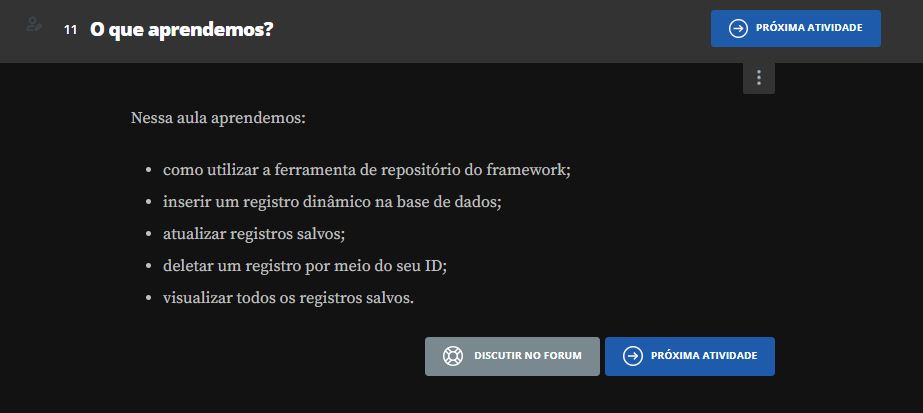 11 O que aprendemos?
PRÓXIMA ATIVIDADE
Nessa aula aprendemos:
• como utilizar a ferramenta de repositório do framework;
• inserir um registro dinâmico na base de dados;
• atualizar registros salvos;
• deletar um registro por meio do seu ID;
• visualizar todos os registros salvos.
DISCUTIR NO FORUM
PRÓXIMA ATIVIDADE